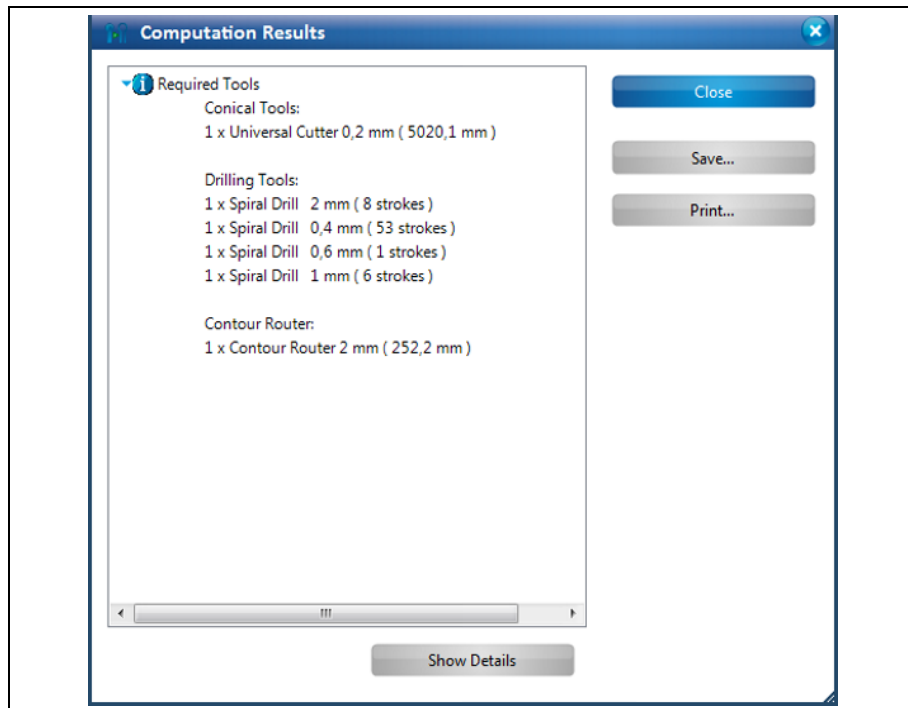 Computation Results
Required Tools
Conical Tools:
1 x Universal Cutter 0,2 mm ( 5020,1 mm )
Drilling Tools:
1 x Spiral Drill 2 mm ( 8 strokes )
1 x Spiral Drill 0,4 mm ( 53 strokes )
1 x Spiral Drill 0,6 mm ( 1 strokes )
1 x Spiral Drill 1 mm ( 6 strokes )
Contour Router:
1 x Contour Router 2 mm ( 252,2 mm )
Close
Save...
Print...
Show Details